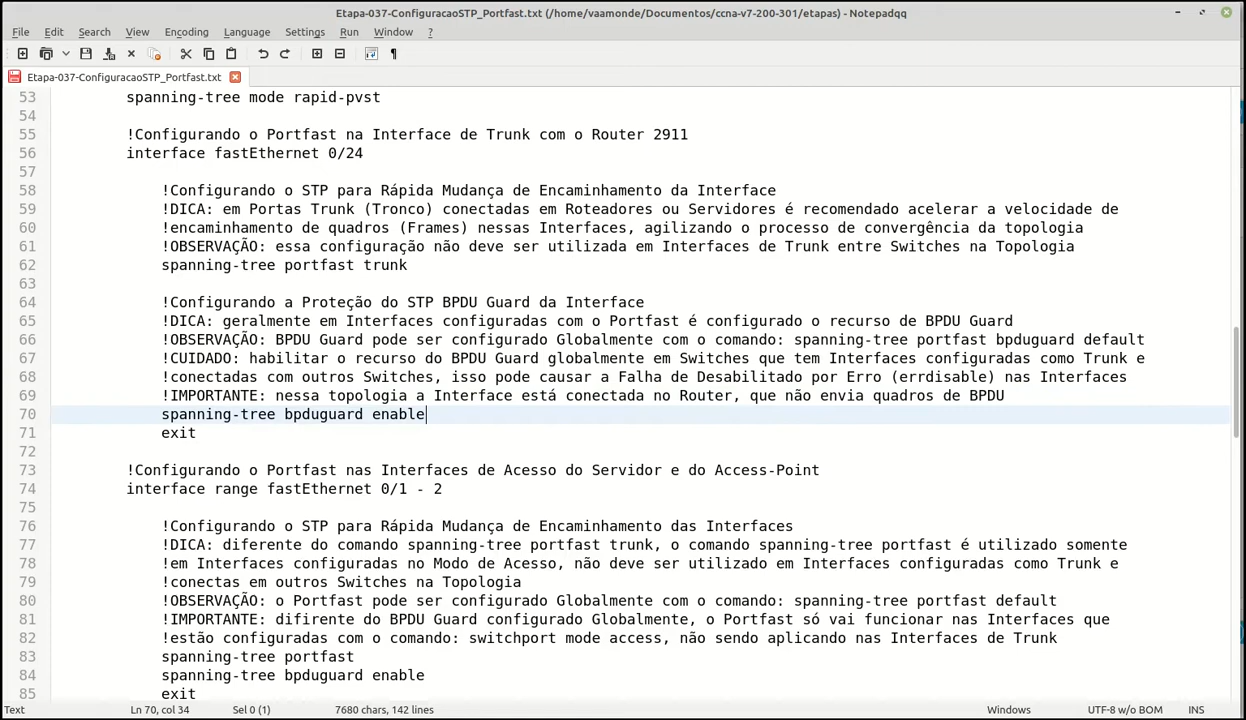 Etapa-037-ConfiguracaoSTP_Portfast.txt (/home/vaamonde/Documentos/ccna-v7-200-301/etapas) - Notepadqq
File Edit Search View Encoding Language Settings Run Window ?
Etapa-037-ConfiguracaoSTP_Portfast.txt
53 spanning-tree mode rapid-pvst
54
55 !Configurando o Portfast na Interface de Trunk com o Router 2911
56 interface fastEthernet 0/24
57
58 !Configurando o STP para Rápida Mudança de Encaminhamento da Interface
59 !DICA: em Portas Trunk (Tronco) conectadas em Roteadores ou Servidores é recomendado acelerar a velocidade de
60 !encaminhamento de quadros (Frames) nessas Interfaces, agilizando o processo de convergência da topologia
61 !OBSERVAÇÃO: essa configuração não deve ser utilizada em Interfaces de Trunk entre Switches na Topologia
62 spanning-tree portfast trunk
63
64 !Configurando a Proteção do STP BPDU Guard da Interface
65 !DICA: geralmente em Interfaces configuradas com o Portfast é configurado o recurso de BPDU Guard
66 !OBSERVAÇÃO: BPDU Guard pode ser configurado Globalmente com o comando: spanning-tree portfast bpduguard default
67 !CUIDADO: habilitar o recurso do BPDU Guard globalmente em Switches que tem Interfaces configuradas como Trunk e
68 !conectadas com outros Switches, isso pode causar a Falha de Desabilitado por Erro (errdisable) nas Interfaces
69 !IMPORTANTE: nessa topologia a Interface está conectada no Router, que não envia quadros de BPDU
70 spanning-tree bpduguard enable
71 exit
72
73 !Configurando o Portfast nas Interfaces de Acesso do Servidor e do Access-Point
74 interface range fastEthernet 0/1 - 2
75
76 !Configurando o STP para Rápida Mudança de Encaminhamento das Interfaces
77 !DICA: diferente do comando spanning-tree portfast trunk, o comando spanning-tree portfast é utilizado somente
78 !em Interfaces configuradas no Modo de Acesso, não deve ser utilizado em Interfaces configuradas como Trunk e
79 !conectas em outros Switches na Topologia
80 !OBSERVAÇÃO: o Portfast pode ser configurado Globalmente com o comando: spanning-tree portfast default
81 !IMPORTANTE: difirente do BPDU Guard configurado Globalmente, o Portfast só vai funcionar nas Interfaces que
82 !estão configuradas com o comando: switchport mode access, não sendo aplicando nas Interfaces de Trunk
83 spanning-tree portfast
84 spanning-tree bpduguard enable
85 exit
Text Ln 70, col 34 Sel 0 (1) 7680 chars, 142 lines Windows UTF-8 w/o BOM INS